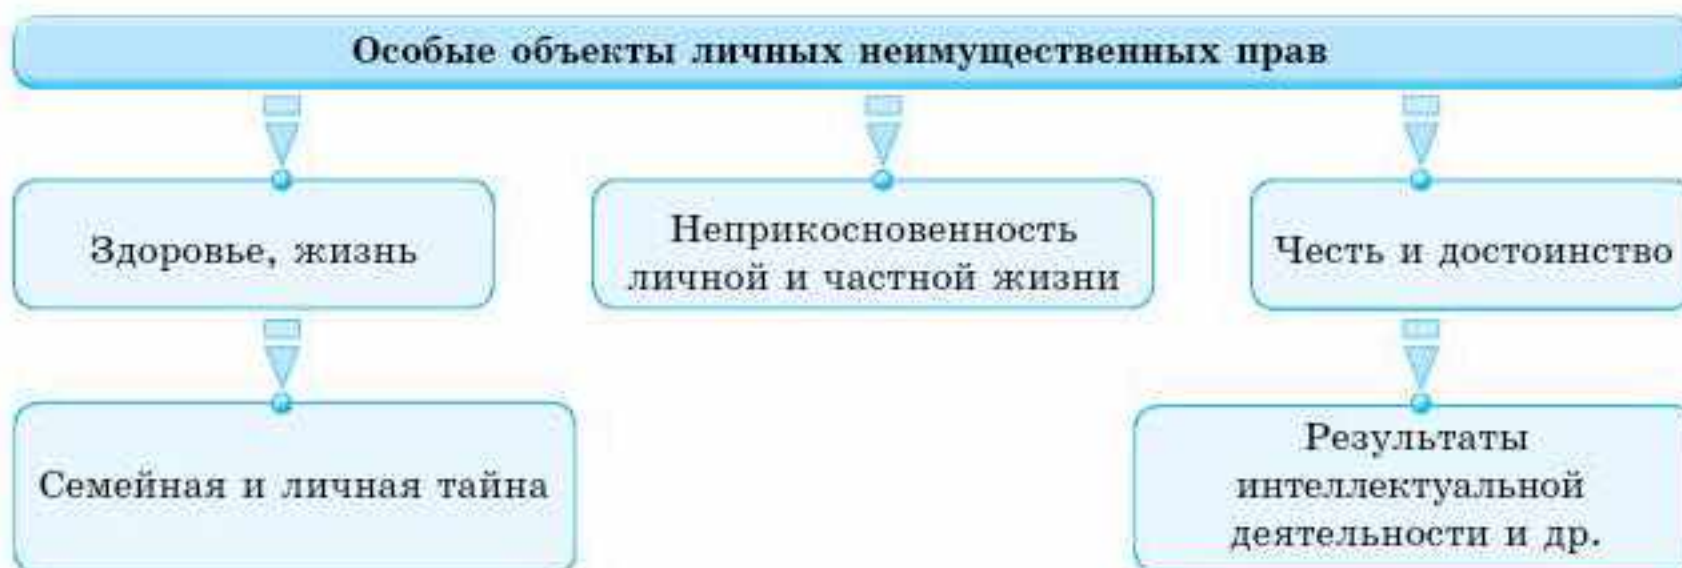 Особые объекты личных неимущественных прав
Здоровье, жизнь
Неприкосновенность
личной и частной жизни
Честь и достоинство
Семейная и личная тайна
Результаты
интеллектуальной
деятельности и др.